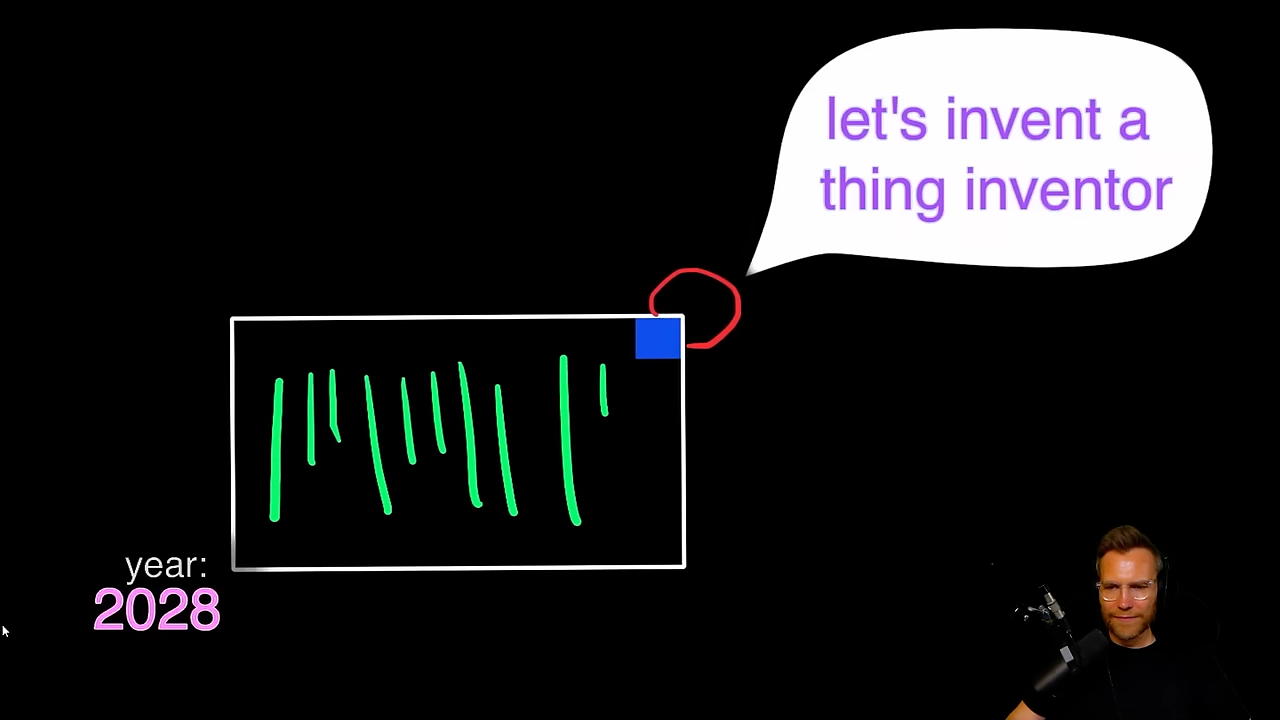 let's invent a
thing inventor
year:
2028